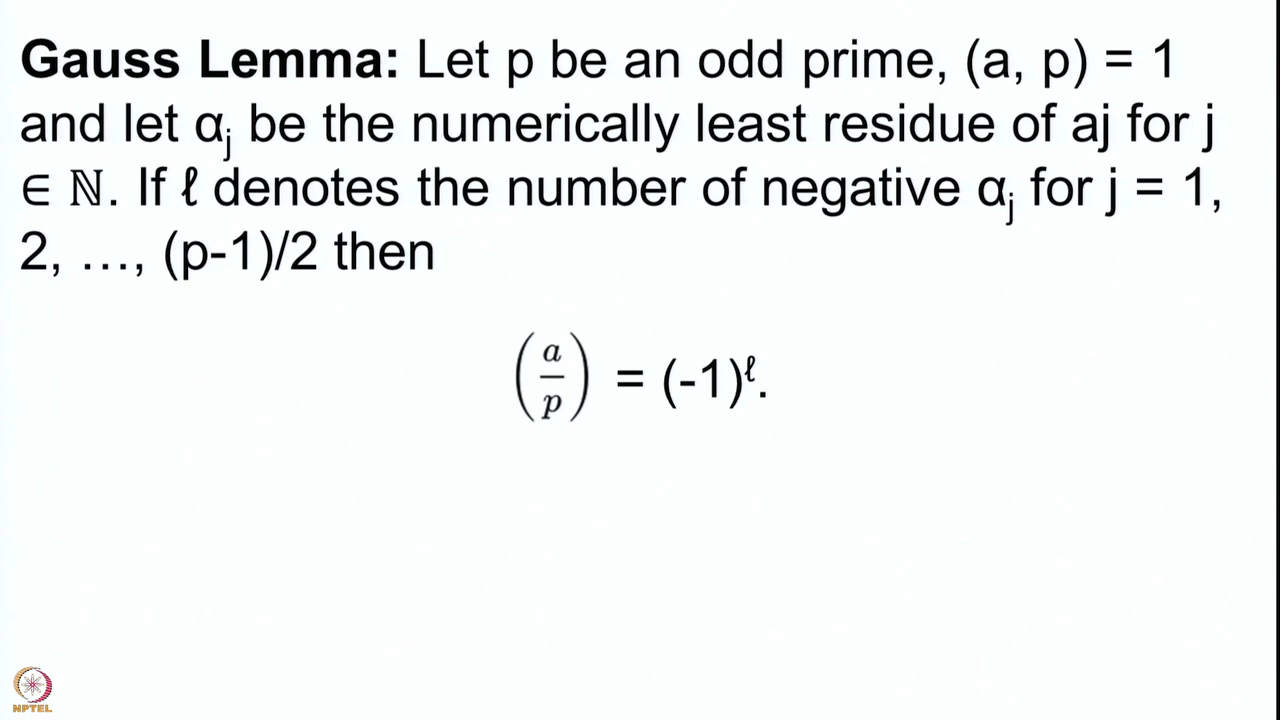 Gauss Lemma: Let p be an odd prime, (a, p) = 1
and let αⱼ be the numerically least residue of aj for j
∈ ℕ. If ℓ denotes the number of negative αⱼ for j = 1,
2, …, (p-1)/2 then
(a/p) = (-1)^ℓ.
NPTEL